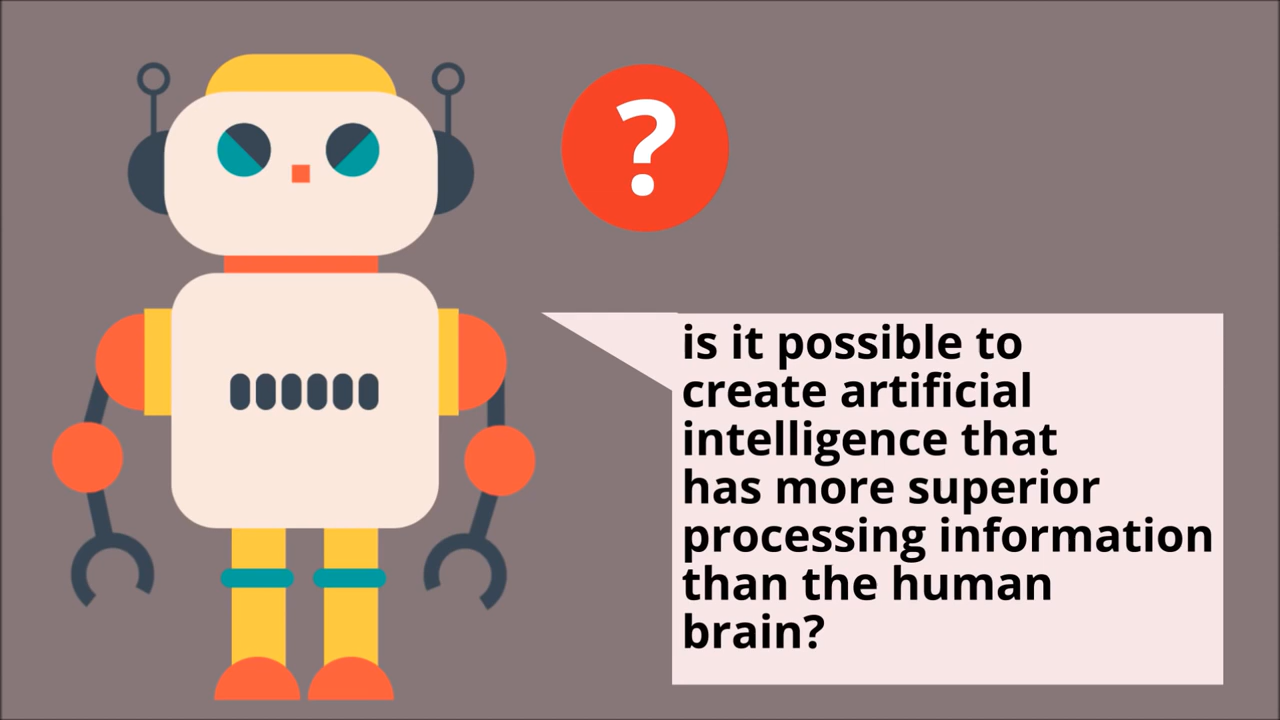 ?
is it possible to
create artificial
intelligence that
has more superior
processing information
than the human
brain?